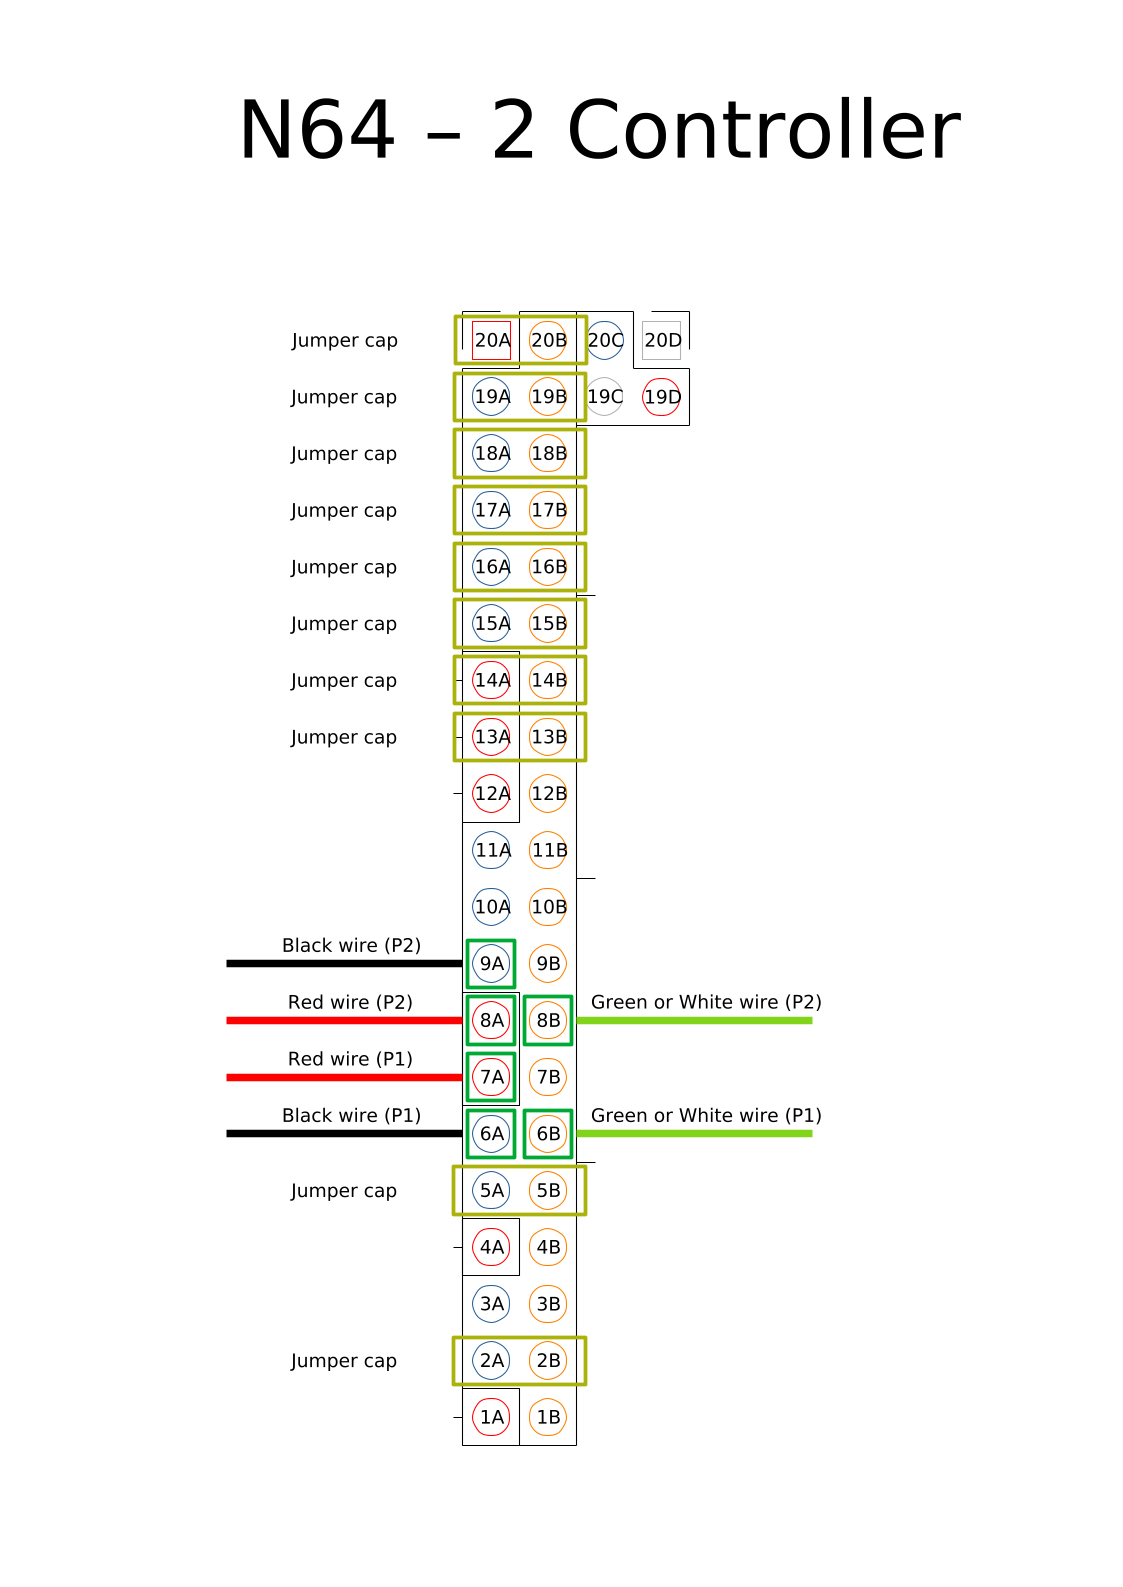 N64 – 2 Controller
Jumper cap 20A 20B 20C 20D
Jumper cap 19A 19B 19C 19D
Jumper cap 18A 18B
Jumper cap 17A 17B
Jumper cap 16A 16B
Jumper cap 15A 15B
Jumper cap 14A 14B
Jumper cap 13A 13B
12A 12B
11A 11B
10A 10B
Black wire (P2) 9A 9B
Red wire (P2) 8A 8B Green or White wire (P2)
Red wire (P1) 7A 7B
Black wire (P1) 6A 6B Green or White wire (P1)
Jumper cap 5A 5B
4A 4B
3A 3B
Jumper cap 2A 2B
1A 1B